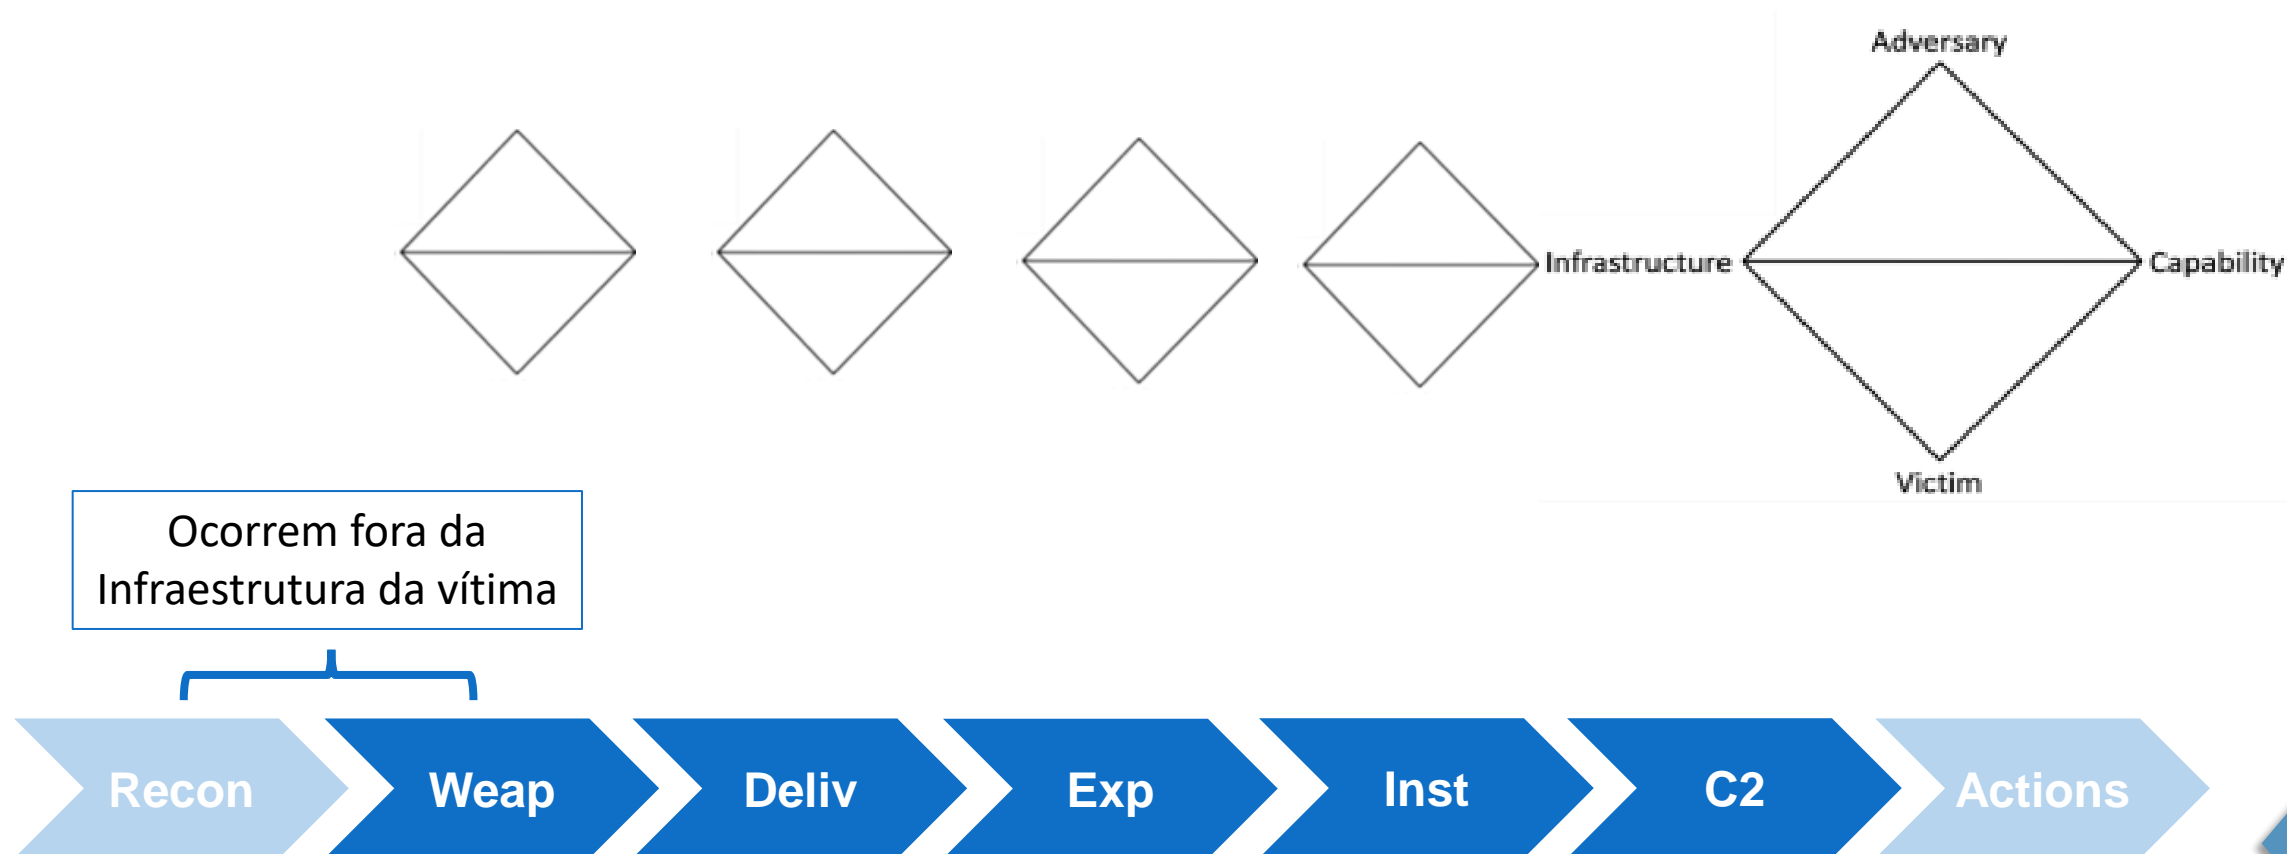 Adversary
Infrastructure
Capability
Victim
Ocorrem fora da
Infraestrutura da vítima
Recon
Weap
Deliv
Exp
Inst
C2
Actions